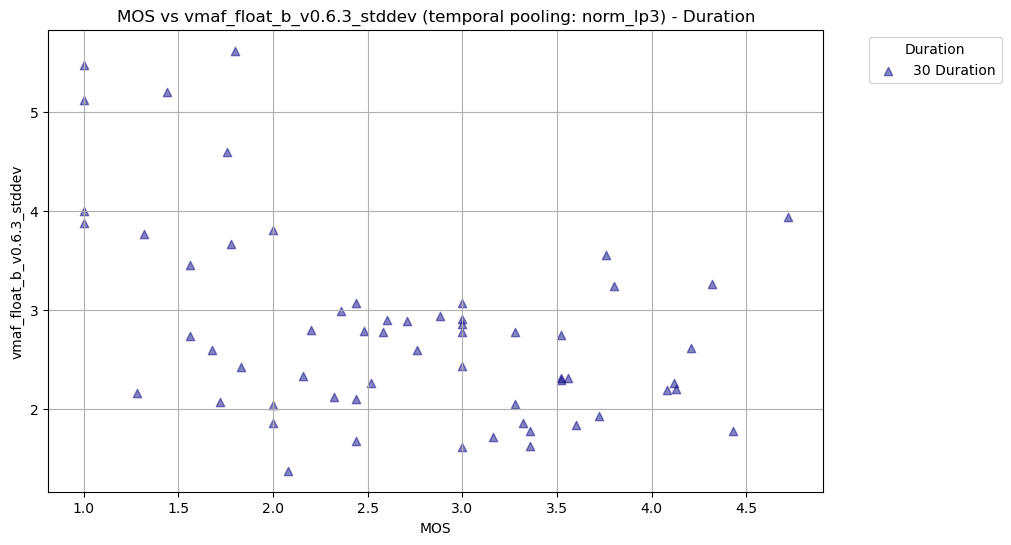 MOS vs vmaf_float_b_v0.6.3_stddev (temporal pooling: norm_lp3) - Duration
Duration
30 Duration
vmaf_float_b_v0.6.3_stddev
5
4
3
2
1.0 1.5 2.0 2.5 3.0 3.5 4.0 4.5
MOS